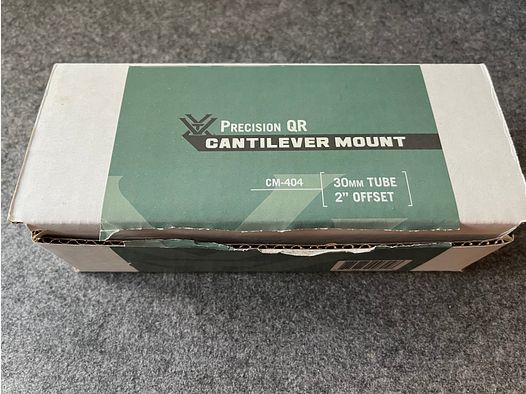 PRECISION QR
CANTILEVER MOUNT
CM-404
30MM TUBE
2" OFFSET